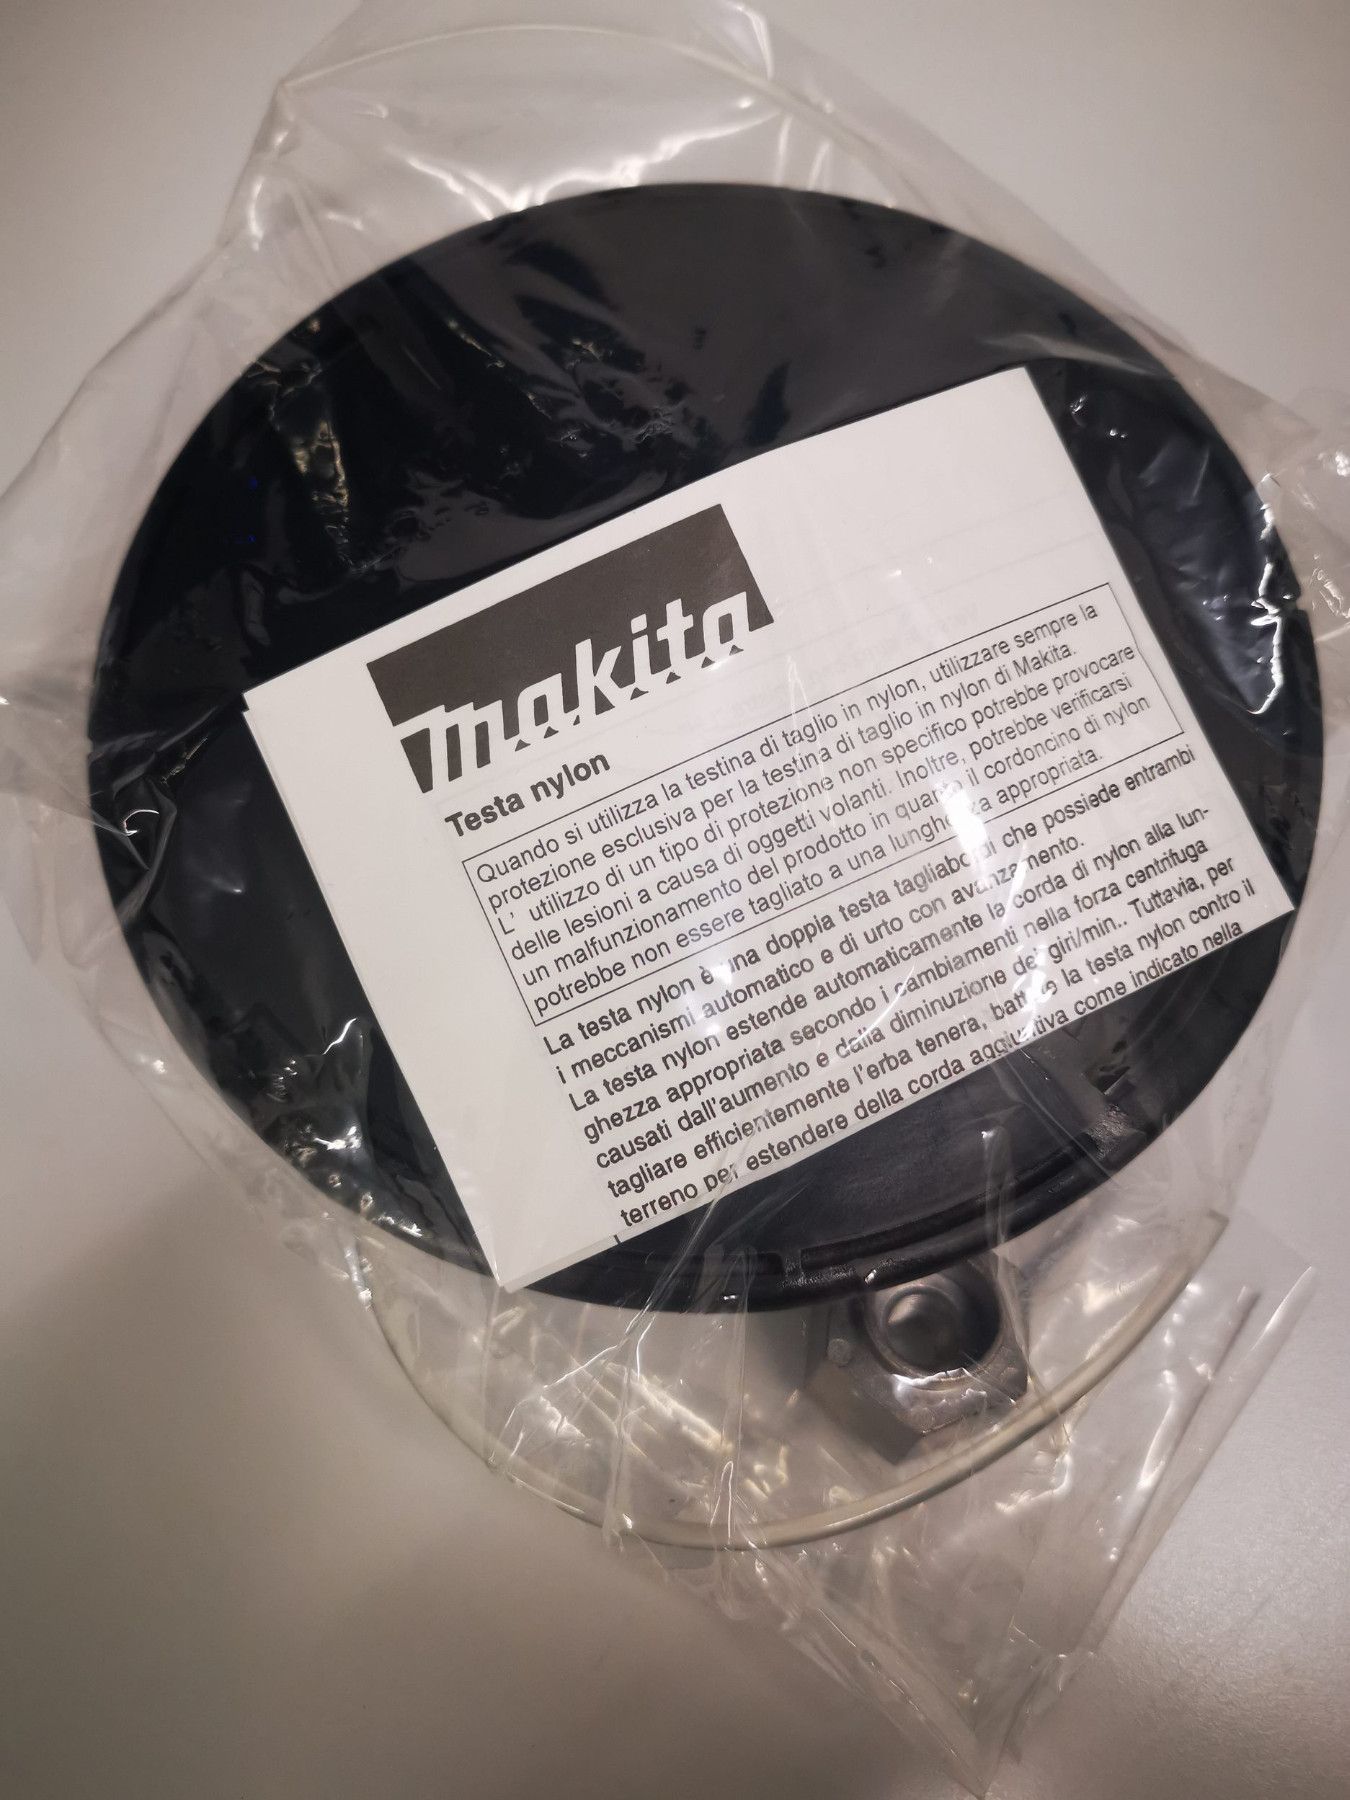 makita
Testa nylon
Quando si utilizza la testina di taglio in nylon, utilizzare sempre la
protezione esclusiva per la testina di taglio in nylon di Makita.
L' utilizzo di un tipo di protezione non specifico potrebbe provocare
delle lesioni a causa di oggetti volanti. Inoltre, potrebbe verificarsi
un malfunzionamento del prodotto in quanto il cordoncino di nylon
potrebbe non essere tagliato a una lunghezza appropriata.
La testa nylon è una doppia testa tagliabordi che possiede entrambi
i meccanismi automatico e di urto con avanzamento.
La testa nylon estende automaticamente la corda di nylon alla lun-
ghezza appropriata secondo i cambiamenti nella forza centrifuga
causati dall'aumento e dalla diminuzione dei giri/min.. Tuttavia, per
tagliare efficientemente l'erba tenera, battere la testa nylon contro il
terreno per estendere della corda aggiuntiva come indicato nella